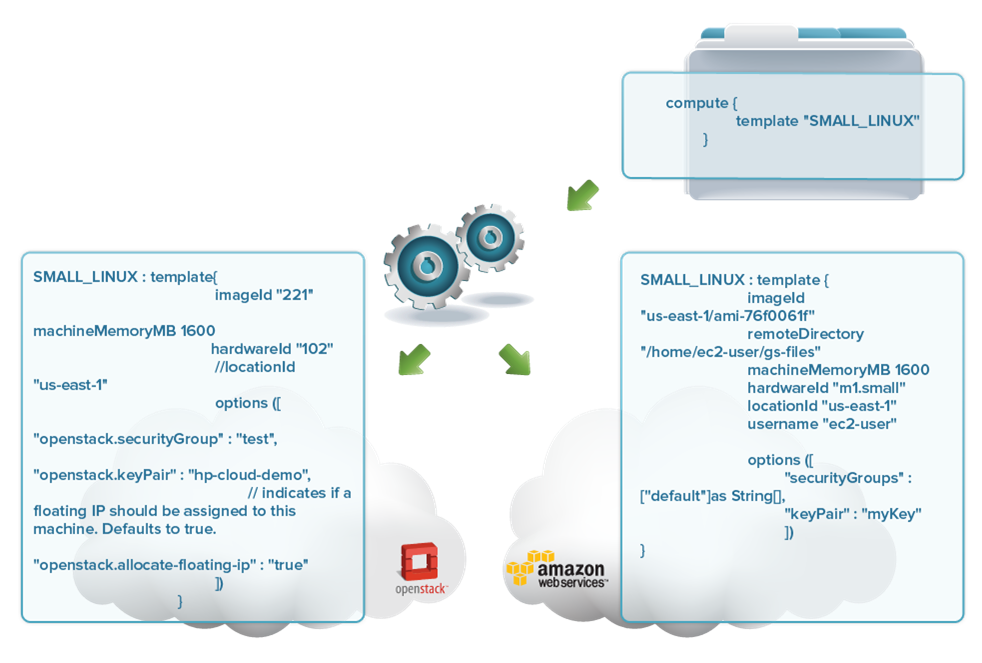 compute {
template "SMALL_LINUX"
}
SMALL_LINUX : template{
imageId "221"
machineMemoryMB 1600
hardwareId "102"
//locationId
"us-east-1"
options ([
"openstack.securityGroup" : "test",
"openstack.keyPair" : "hp-cloud-demo",
// indicates if a
floating IP should be assigned to this
machine. Defaults to true.
"openstack.allocate-floating-ip" : "true"
])
}
openstack™
SMALL_LINUX : template {
imageId
"us-east-1/ami-76f0061f"
remoteDirectory
"/home/ec2-user/gs-files"
machineMemoryMB 1600
hardwareId "m1.small"
locationId "us-east-1"
username "ec2-user"
options ([
"securityGroups" :
["default"]as String[],
"keyPair" : "myKey"
])
}
amazon
web services™